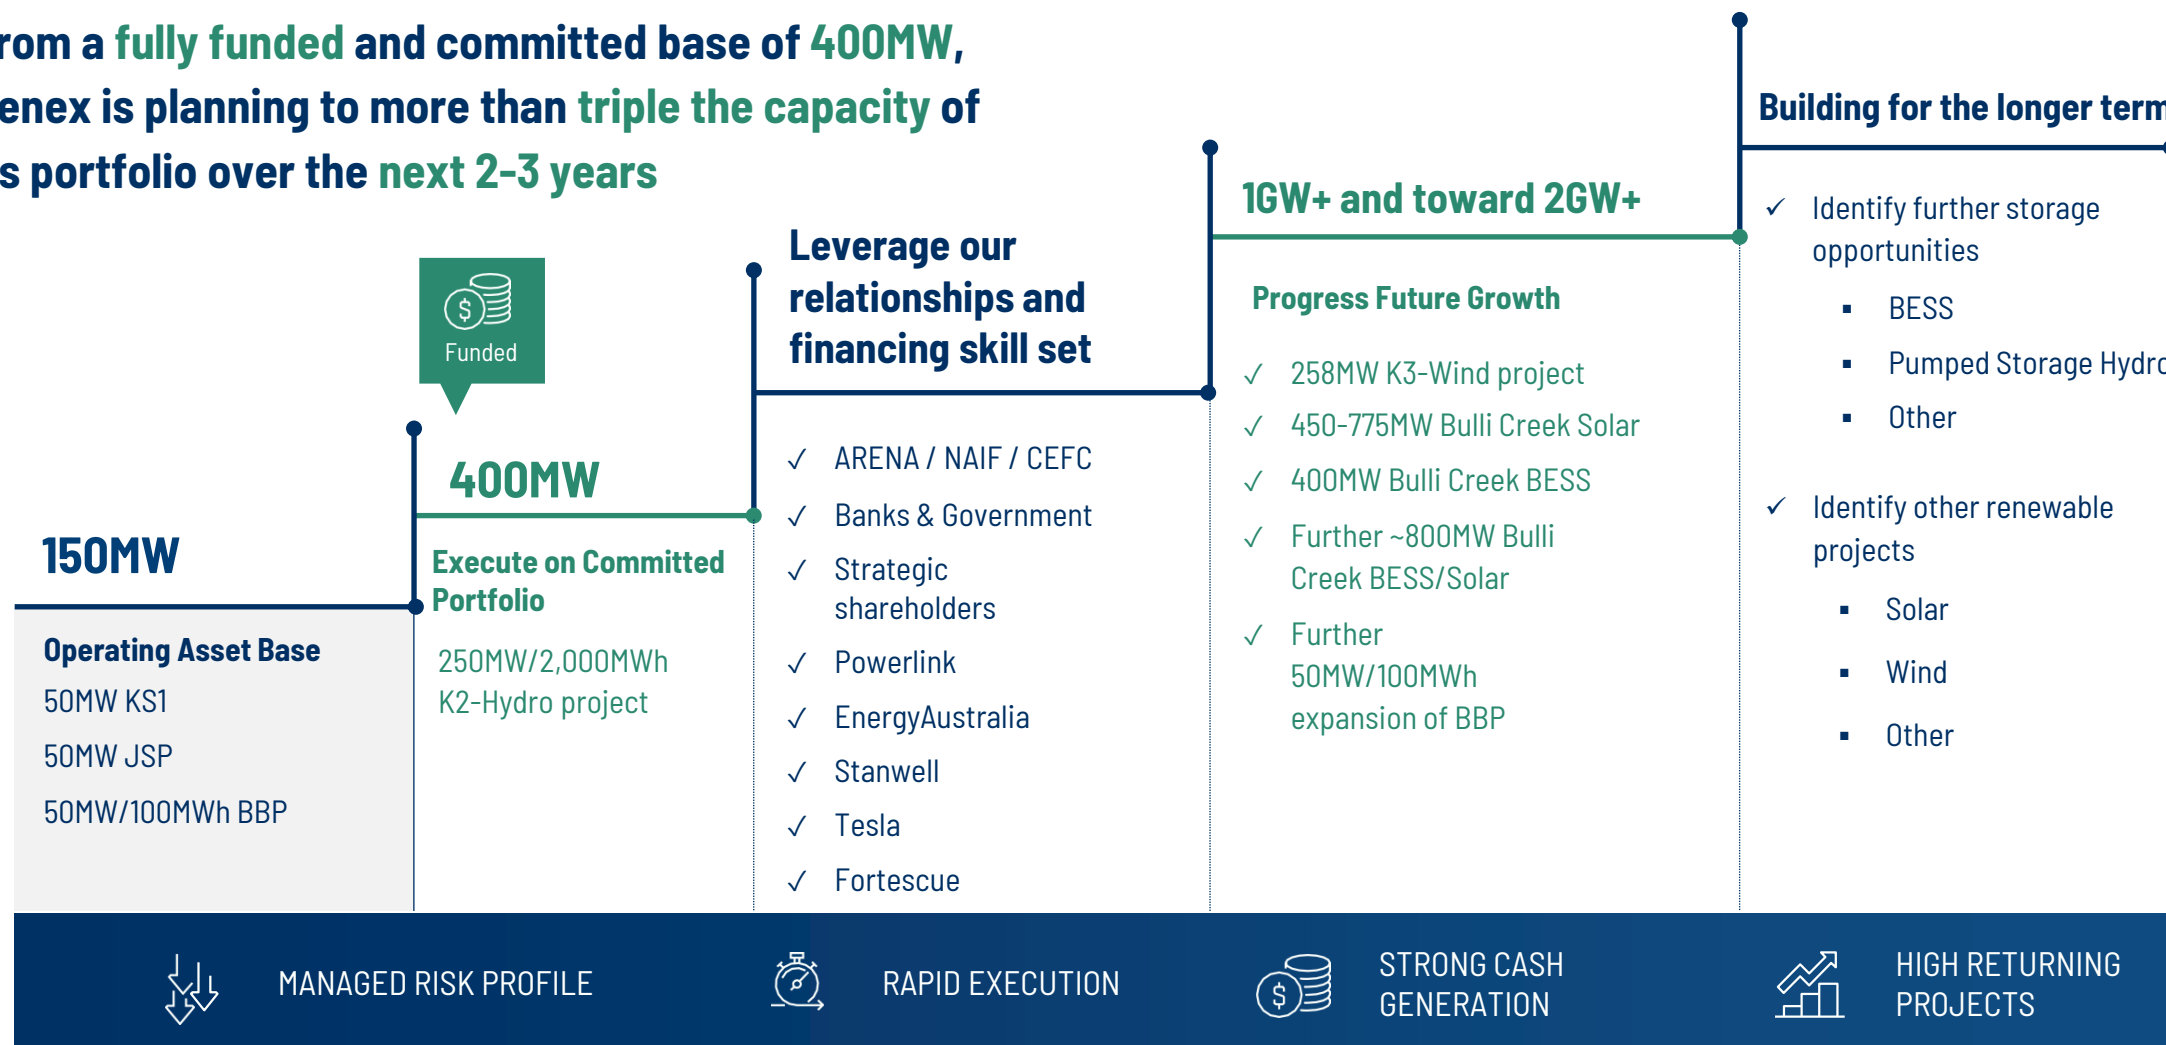 rom a fully funded and committed base of 400MW,
enex is planning to more than triple the capacity of
s portfolio over the next 2-3 years
Funded
150MW
Operating Asset Base
50MW KS1
50MW JSP
50MW/100MWh BBP
400MW
Execute on Committed
Portfolio
250MW/2,000MWh
K2-Hydro project
Leverage our
relationships and
financing skill set
✓ ARENA / NAIF / CEFC
✓ Banks & Government
✓ Strategic
shareholders
✓ Powerlink
✓ EnergyAustralia
✓ Stanwell
✓ Tesla
✓ Fortescue
1GW+ and toward 2GW+
Progress Future Growth
✓ 258MW K3-Wind project
✓ 450-775MW Bulli Creek Solar
✓ 400MW Bulli Creek BESS
✓ Further ~800MW Bulli
Creek BESS/Solar
✓ Further
50MW/100MWh
expansion of BBP
Building for the longer term
✓ Identify further storage
opportunities
▪ BESS
▪ Pumped Storage Hydro
▪ Other
✓ Identify other renewable
projects
▪ Solar
▪ Wind
▪ Other
MANAGED RISK PROFILE
RAPID EXECUTION
STRONG CASH
GENERATION
HIGH RETURNING
PROJECTS